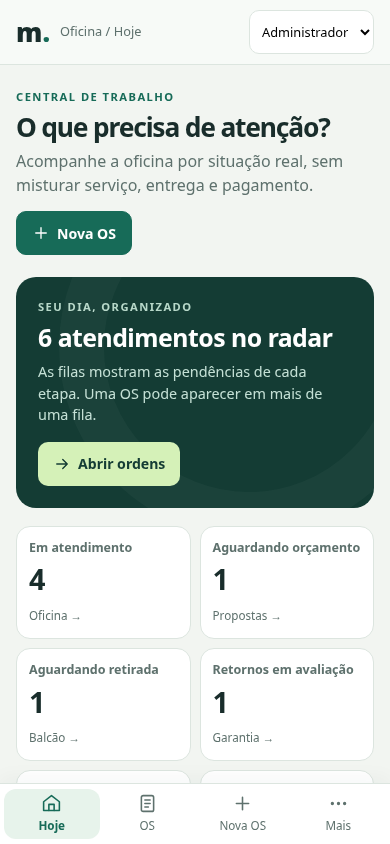 m. Oficina / Hoje Administrador
CENTRAL DE TRABALHO
O que precisa de atenção?
Acompanhe a oficina por situação real, sem
misturar serviço, entrega e pagamento.
+ Nova OS
SEU DIA, ORGANIZADO
6 atendimentos no radar
As filas mostram as pendências de cada
etapa. Uma OS pode aparecer em mais de
uma fila.
→ Abrir ordens
Em atendimento
4
Oficina →
Aguardando orçamento
1
Propostas →
Aguardando retirada
1
Balcão →
Retornos em avaliação
1
Garantia →
Hoje
OS
Nova OS
Mais